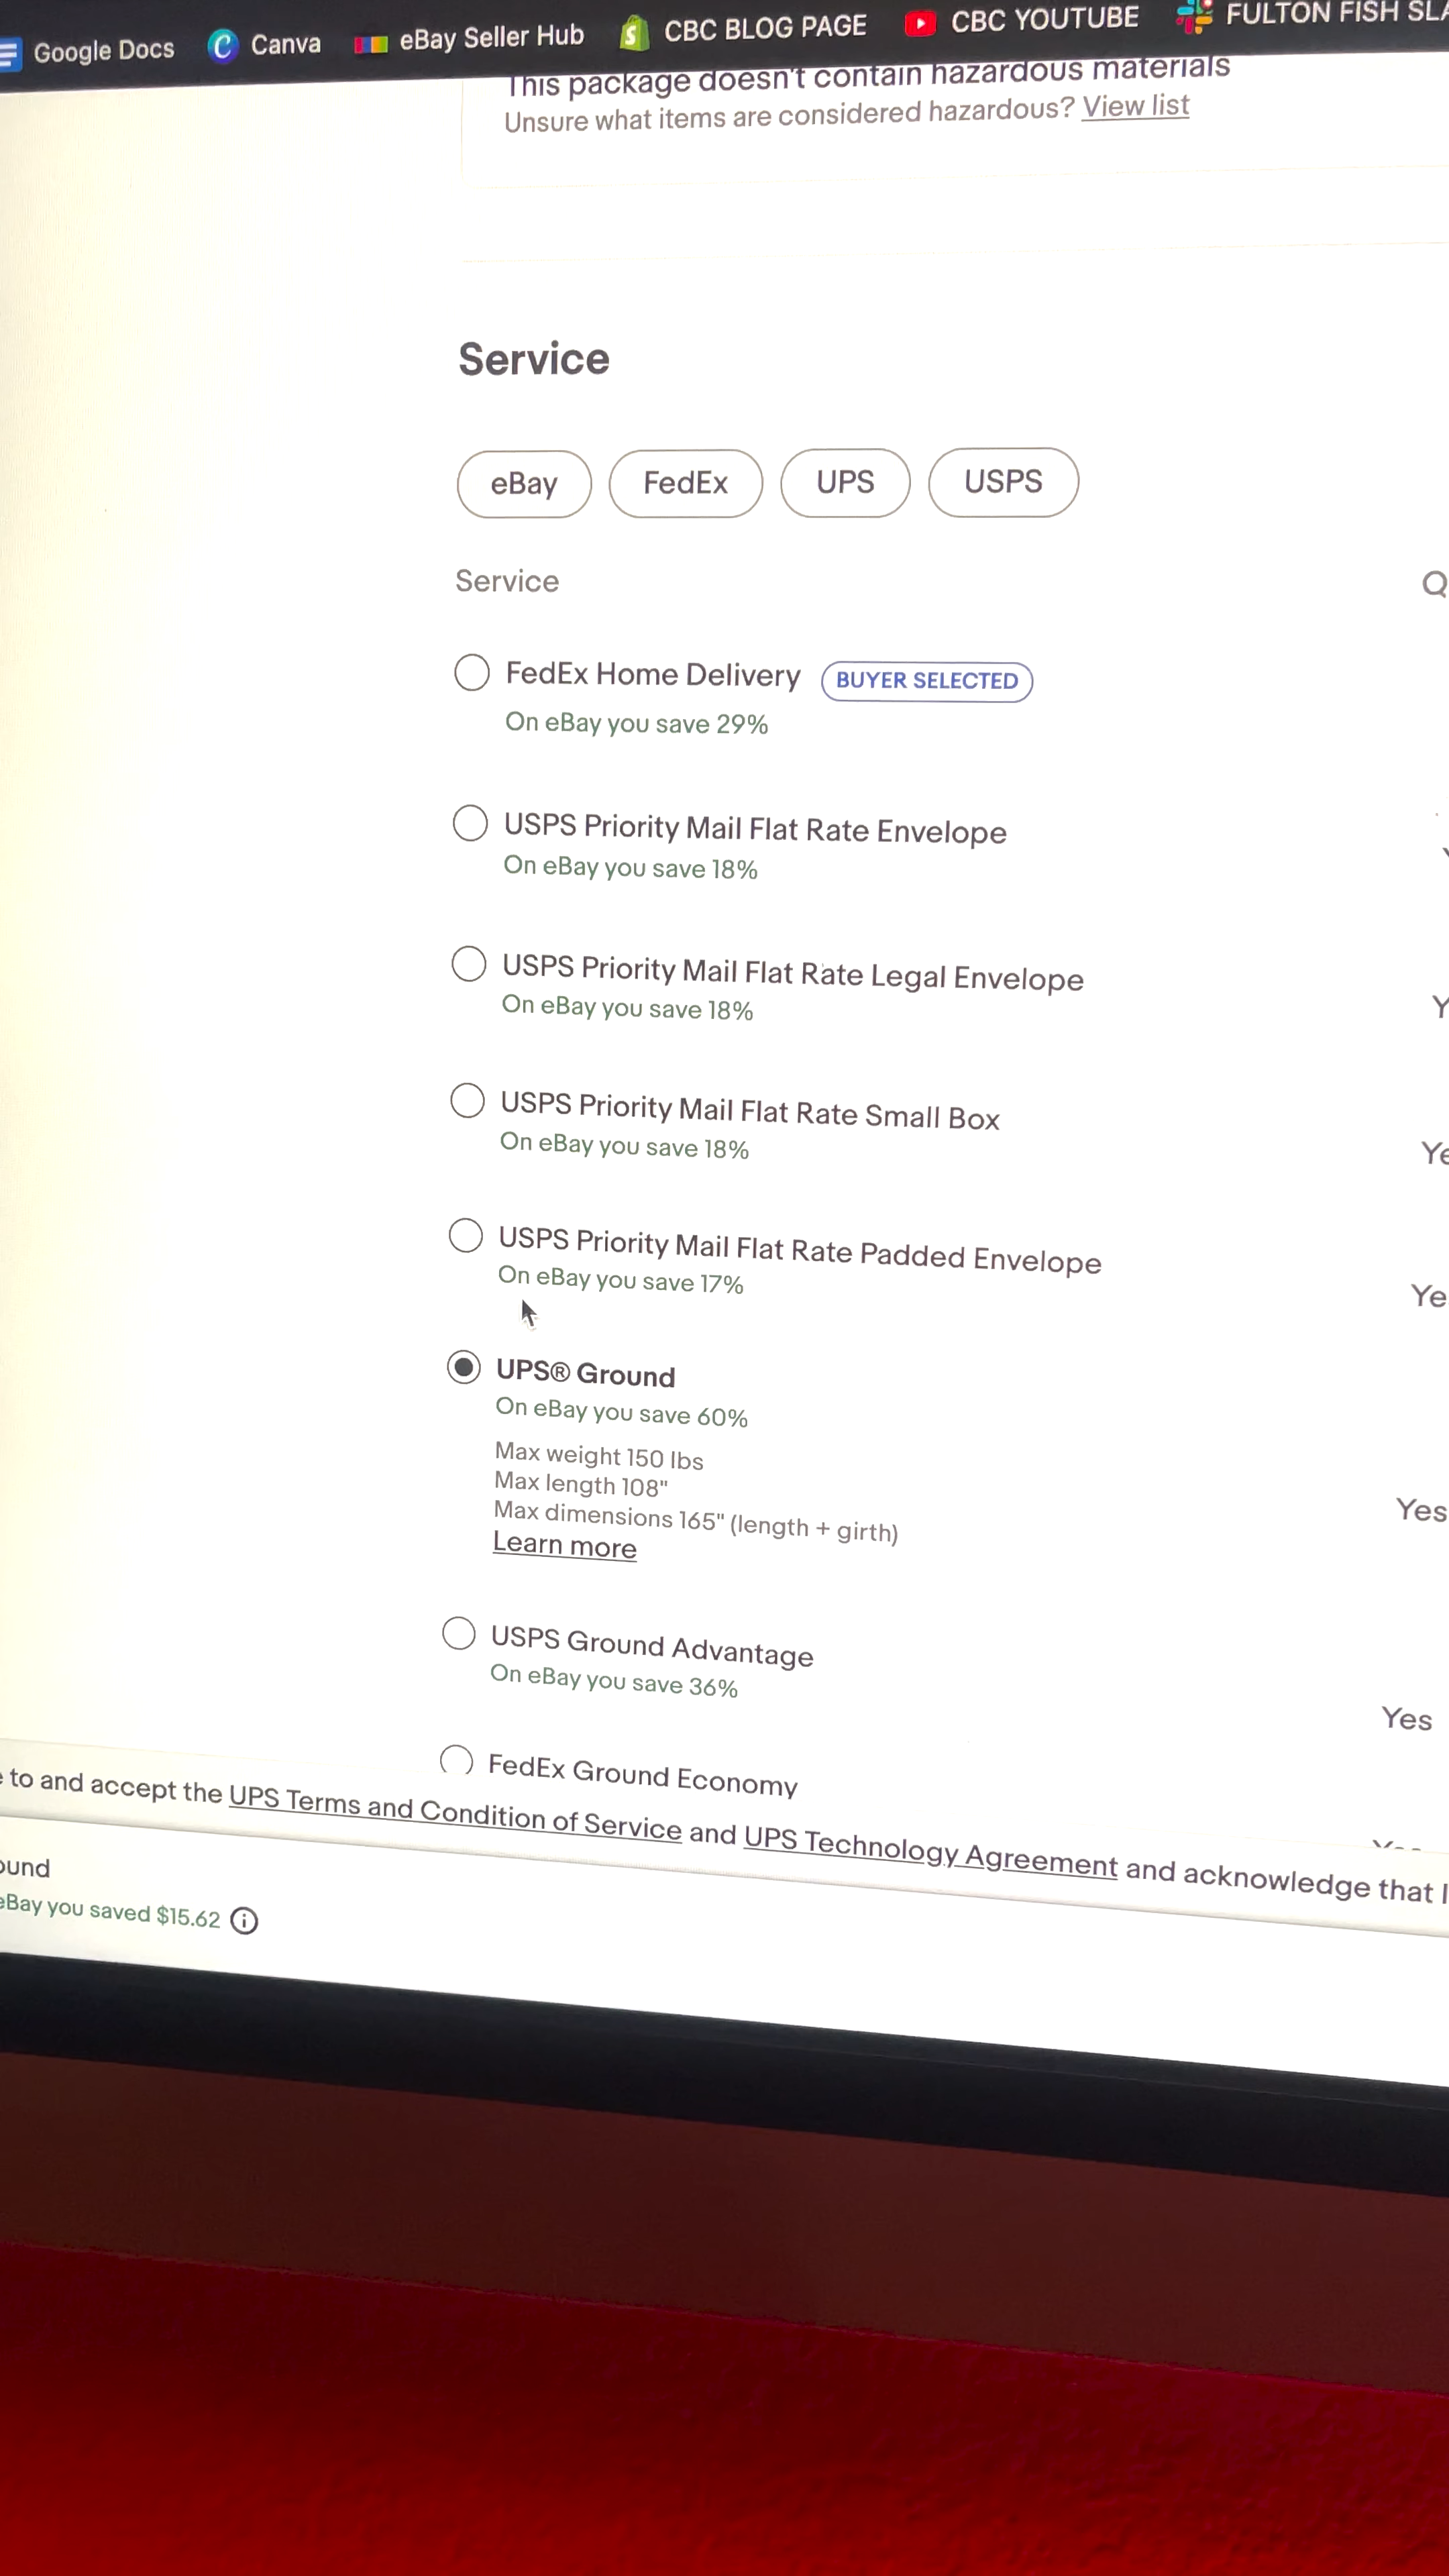 Google Docs Canva eBay Seller Hub CBC BLOG PAGE CBC YOUTUBE FULTON FISH
This package doesn't contain hazardous materials
Unsure what items are considered hazardous? View list
Service
eBay FedEx UPS USPS
Service
FedEx Home Delivery BUYER SELECTED
On eBay you save 29%
USPS Priority Mail Flat Rate Envelope
On eBay you save 18%
USPS Priority Mail Flat Rate Legal Envelope
On eBay you save 18%
USPS Priority Mail Flat Rate Small Box
On eBay you save 18%
USPS Priority Mail Flat Rate Padded Envelope
On eBay you save 17%
UPS® Ground
On eBay you save 60%
Max weight 150 lbs
Max length 108"
Max dimensions 165" (length + girth)
Learn more
Yes
USPS Ground Advantage
On eBay you save 36%
Yes
FedEx Ground Economy
to and accept the UPS Terms and Condition of Service and UPS Technology Agreement and acknowledge that I
ound
eBay you saved $15.62